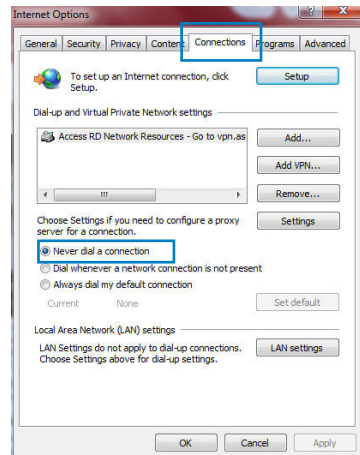 Internet Options
General Security Privacy Content Connections Programs Advanced
To set up an Internet connection, click
Setup.
Setup
Dial-up and Virtual Private Network settings
Access RD Network Resources - Go to vpn.as
Add...
Add VPN...
Remove...
Choose Settings if you need to configure a proxy
server for a connection.
Settings
Never dial a connection
Dial whenever a network connection is not present
Always dial my default connection
Current None
Set default
Local Area Network (LAN) settings
LAN Settings do not apply to dial-up connections.
Choose Settings above for dial-up settings.
LAN settings
OK Cancel Apply